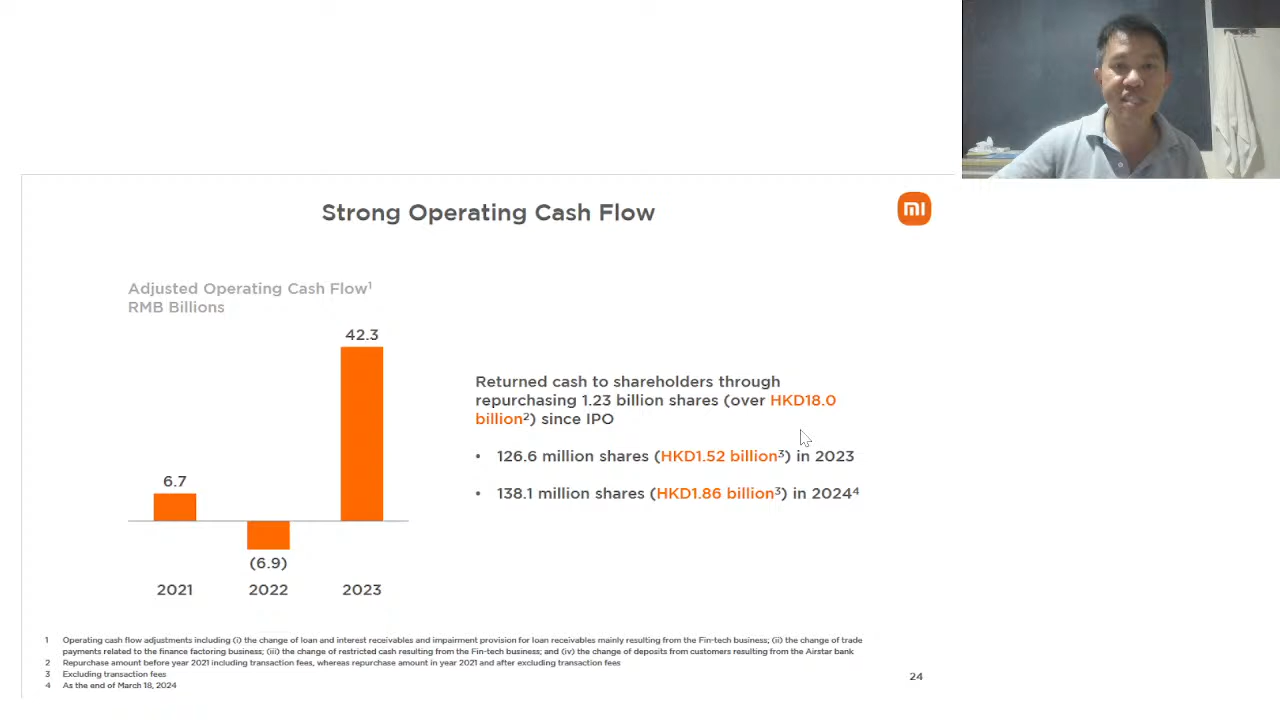 Strong Operating Cash Flow
mi
Adjusted Operating Cash Flow¹
RMB Billions
42.3
6.7
(6.9)
2021
2022
2023
Returned cash to shareholders through
repurchasing 1.23 billion shares (over HKD18.0
billion²) since IPO
• 126.6 million shares (HKD1.52 billion³) in 2023
• 138.1 million shares (HKD1.86 billion³) in 2024⁴
1 Operating cash flow adjustments including (i) the change of loan and interest receivables and impairment provision for loan receivables mainly resulting from the Fin-tech business; (ii) the change of trade
payments related to the finance factoring business; (iii) the change of restricted cash resulting from the Fin-tech business; and (iv) the change of deposits from customers resulting from the Airstar bank
2 Repurchase amount before year 2021 including transaction fees, whereas repurchase amount in year 2021 and after excluding transaction fees
3 Excluding transaction fees
4 As the end of March 18, 2024
24